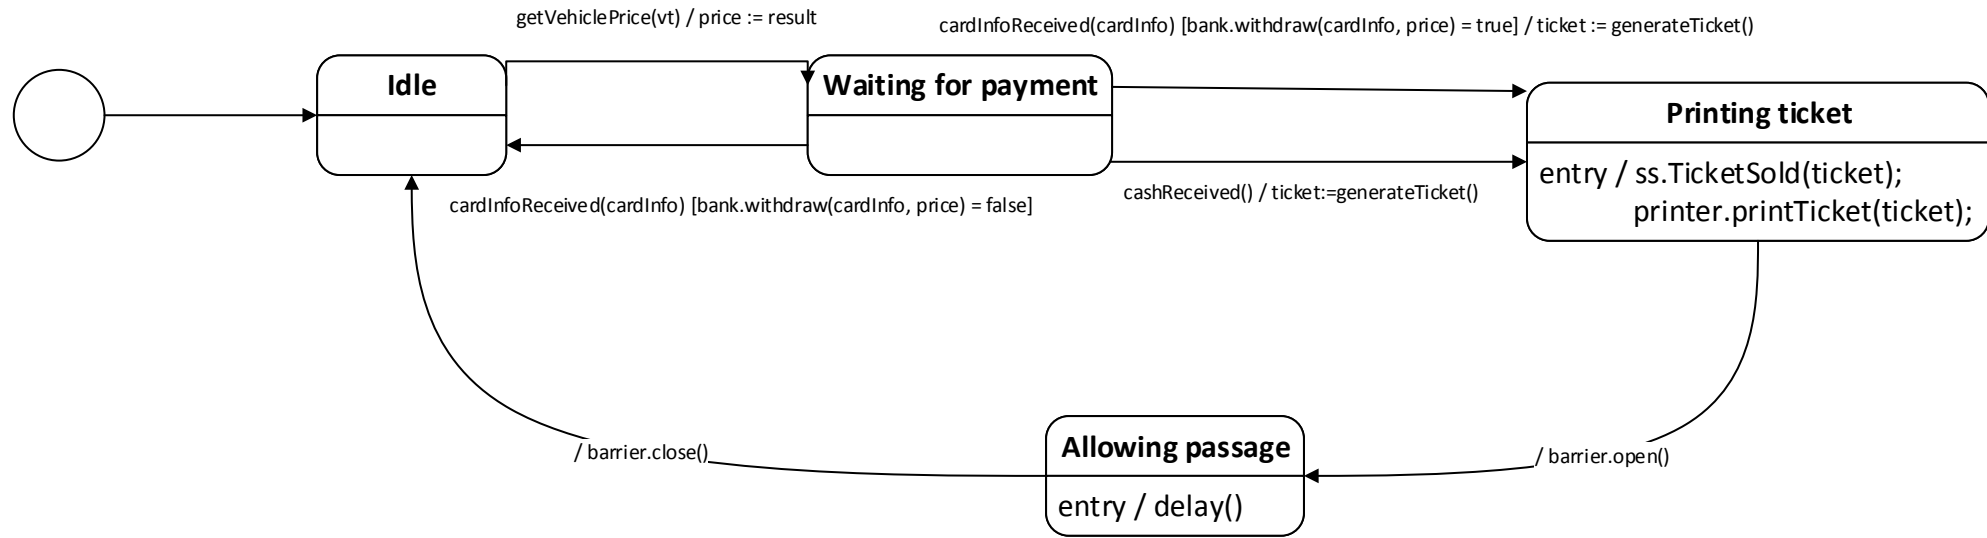 getVehiclePrice(vt) / price := result
cardInfoReceived(cardInfo) [bank.withdraw(cardInfo, price) = true] / ticket := generateTicket()
Idle
Waiting for payment
Printing ticket
entry / ss.TicketSold(ticket);
printer.printTicket(ticket);
cardInfoReceived(cardInfo) [bank.withdraw(cardInfo, price) = false]
cashReceived() / ticket:=generateTicket()
/ barrier.close()
Allowing passage
entry / delay()
/ barrier.open()